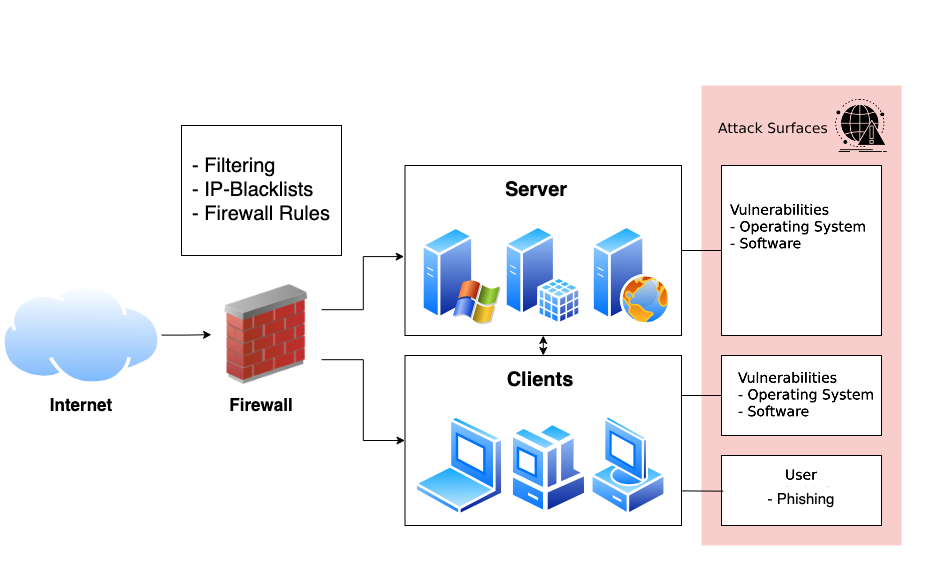 Attack Surfaces
- Filtering
- IP-Blacklists
- Firewall Rules
Server
Vulnerabilities
- Operating System
- Software
Internet
Firewall
Clients
Vulnerabilities
- Operating System
- Software
User
- Phishing